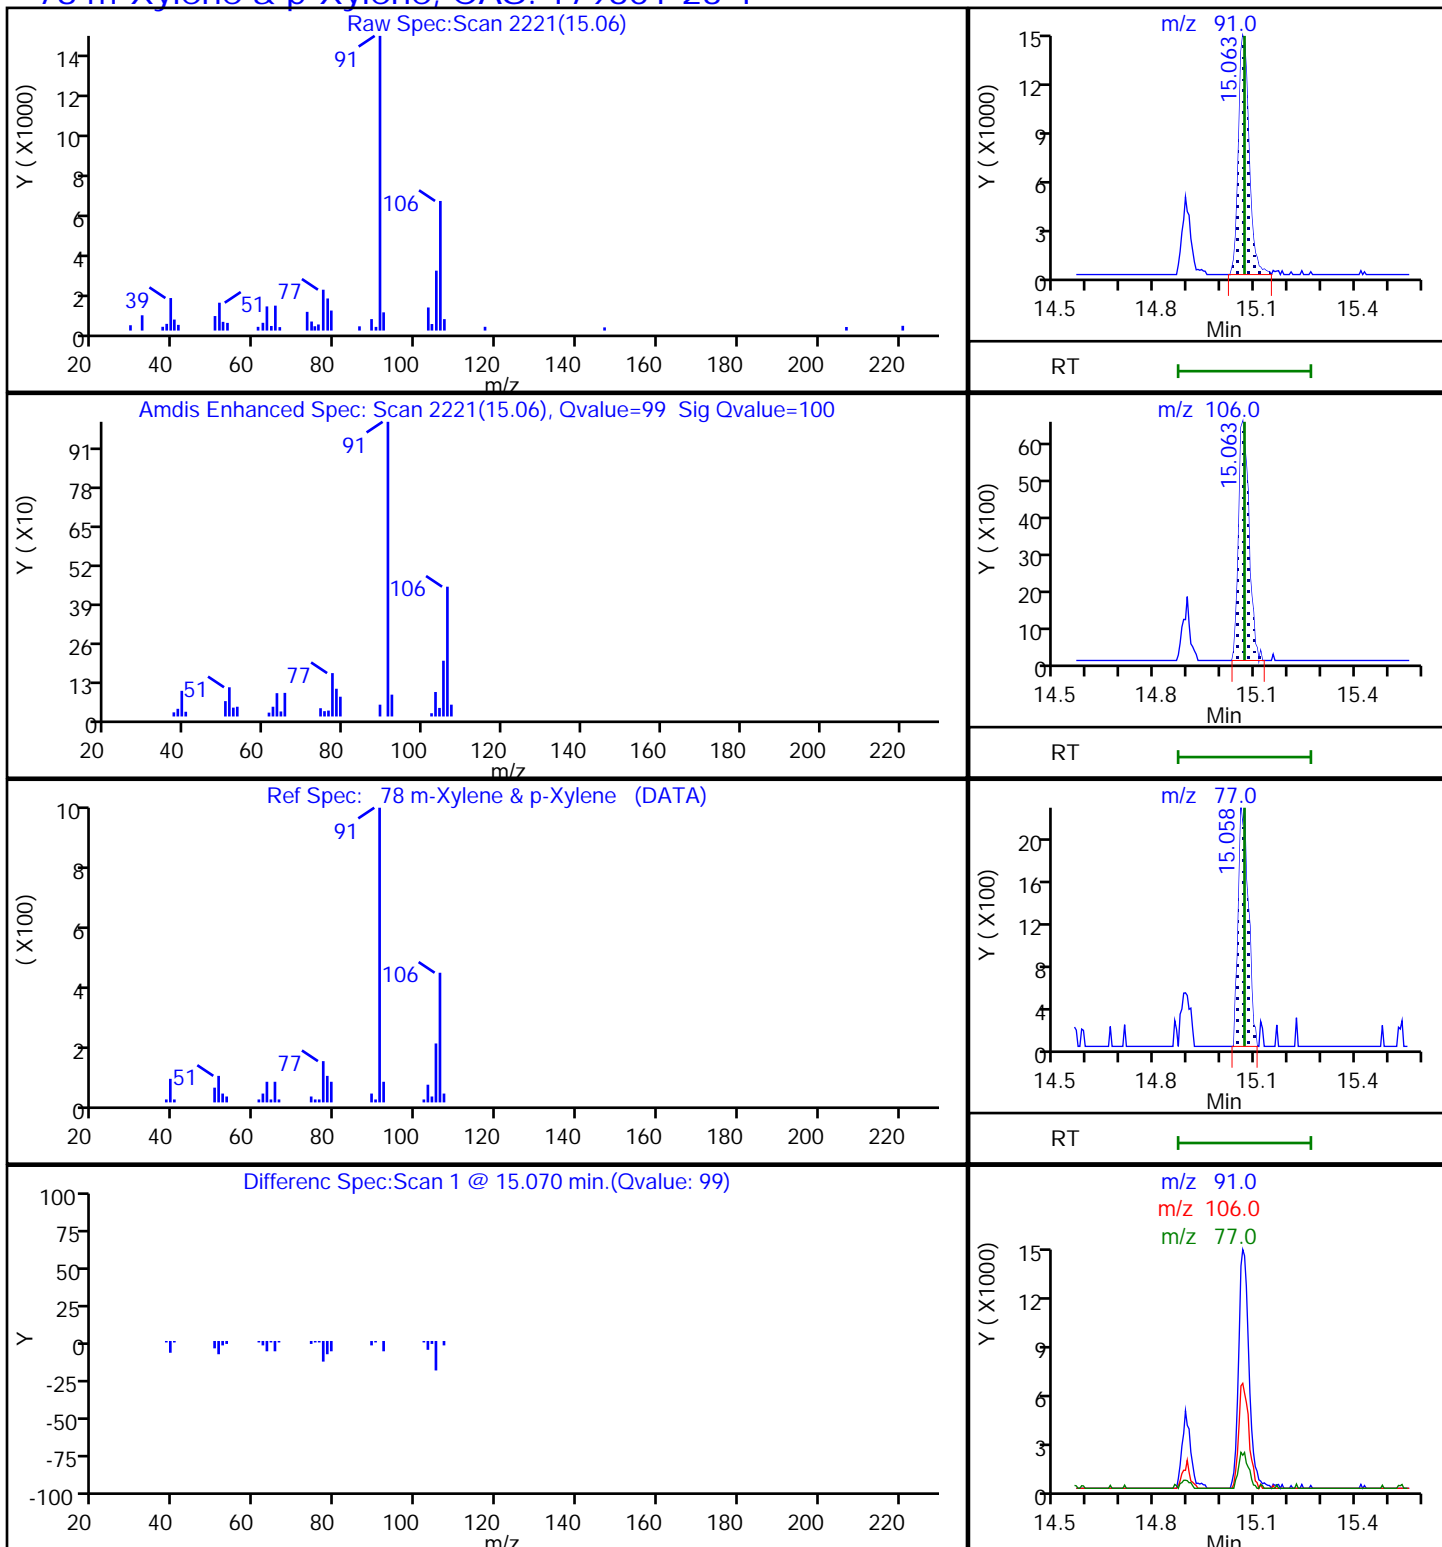 78 m-Xylene & p-Xylene, CAS: 179601-23-1
Raw Spec:Scan 2221(15.06)
Y ( X1000)
14
12
10
8
6
4
2
0
91
106
39
51
77
20 40 60 80 100 120 140 160 180 200 220
m/z
m/z 91.0
Y ( X1000)
15
12
9
6
3
0
15.063
14.5 14.8 15.1 15.4
Min
RT
Amdis Enhanced Spec: Scan 2221(15.06), Qvalue=99 Sig Qvalue=100
Y ( X10)
91
78
65
52
39
26
13
0
91
106
51
77
20 40 60 80 100 120 140 160 180 200 220
m/z
m/z 106.0
Y ( X100)
60
50
40
30
20
10
0
15.063
14.5 14.8 15.1 15.4
Min
RT
Ref Spec: 78 m-Xylene & p-Xylene (DATA)
( X100)
10
8
6
4
2
0
91
106
51
77
20 40 60 80 100 120 140 160 180 200 220
m/z 77.0
Y ( X100)
20
16
12
8
4
0
15.058
14.5 14.8 15.1 15.4
Min
RT
Differenc Spec:Scan 1 @ 15.070 min.(Qvalue: 99)
Y
100
75
50
25
0
-25
-50
-75
-100
20 40 60 80 100 120 140 160 180 200 220
m/z
m/z 91.0
m/z 106.0
m/z 77.0
Y ( X1000)
15
12
9
6
3
0
14.5 14.8 15.1 15.4
Min